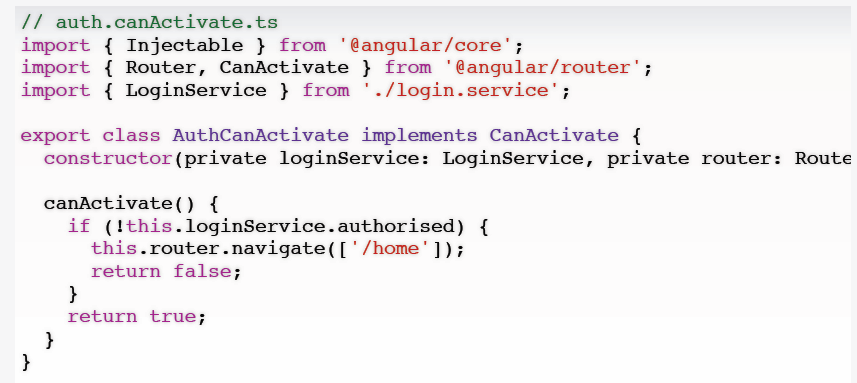 // auth.canActivate.ts
import { Injectable } from '@angular/core';
import { Router, CanActivate } from '@angular/router';
import { LoginService } from './login.service';
export class AuthCanActivate implements CanActivate {
constructor(private loginService: LoginService, private router: Route
canActivate() {
if (!this.loginService.authorised) {
this.router.navigate(['/home']);
return false;
}
return true;
}
}